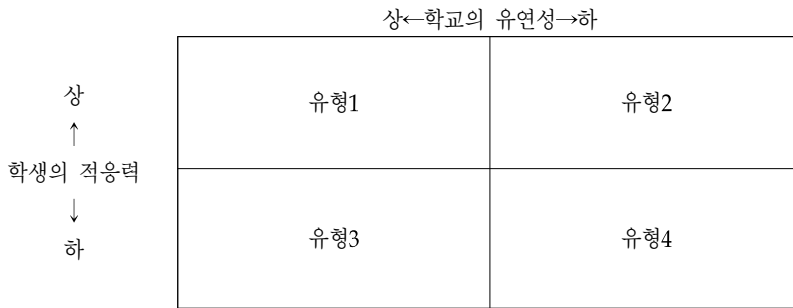 상←학교의 유연성→하
상
↑
학생의 적응력
↓
하
유형1
유형2
유형3
유형4